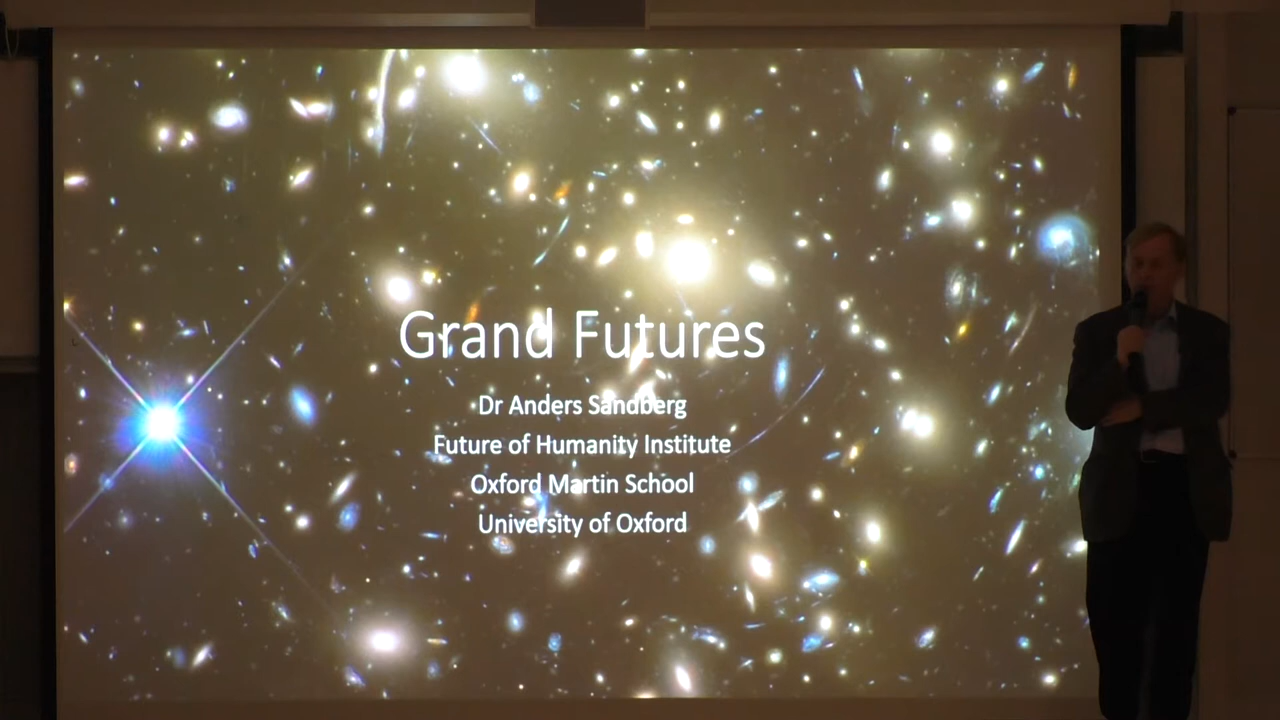 Grand Futures
Dr Anders Sandberg
Future of Humanity Institute
Oxford Martin School
University of Oxford